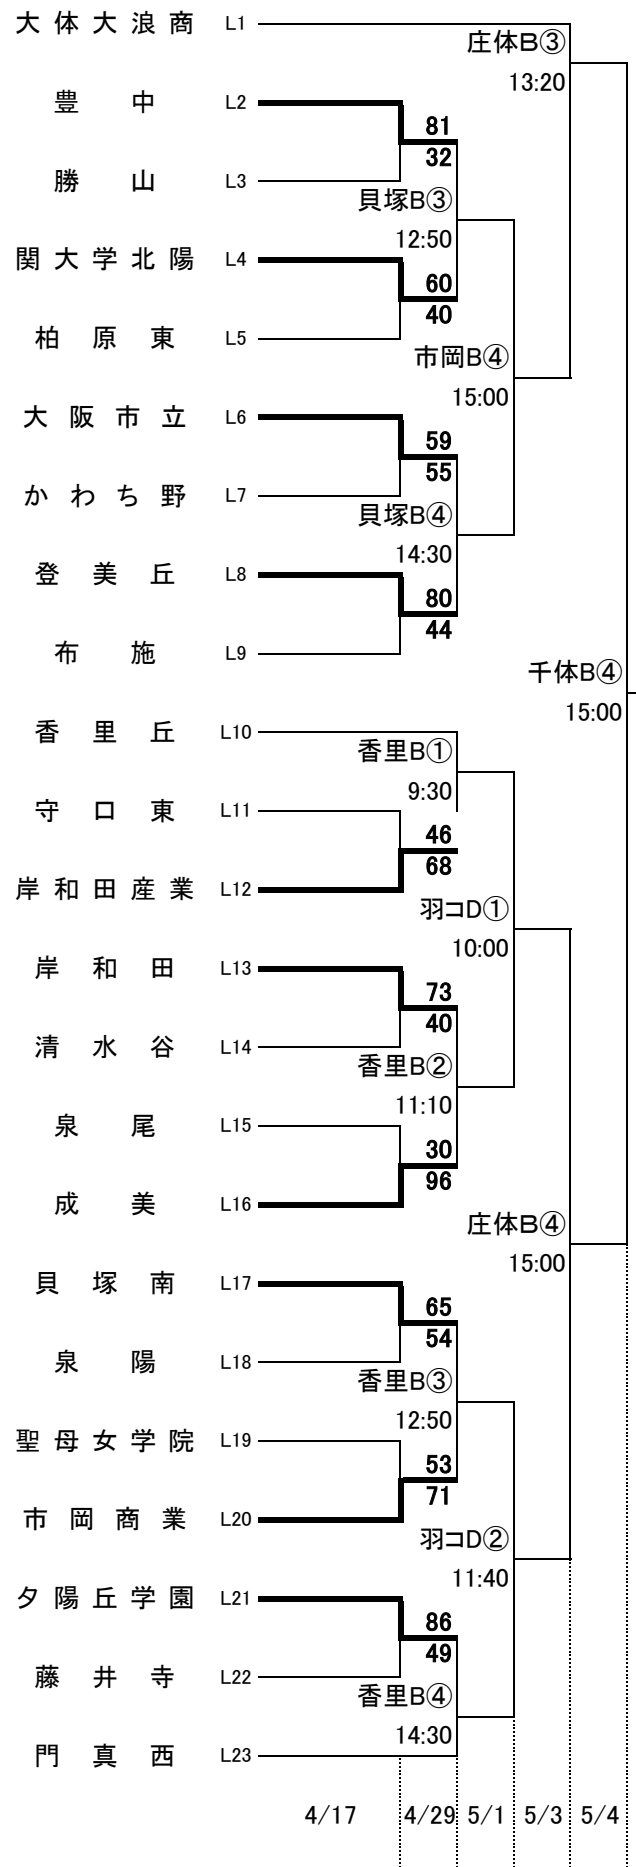 大体大浪商 L1
庄体B③
13:20
豊中 L2
81
32
勝山 L3
貝塚B③
12:50
関大学北陽 L4
60
40
柏原東 L5
市岡B④
15:00
大阪市立 L6
59
55
かわち野 L7
貝塚B④
14:30
登美丘 L8
80
44
布施 L9
千体B④
15:00
香里丘 L10
香里B①
9:30
守口東 L11
46
68
岸和田産業 L12
羽コD①
10:00
岸和田 L13
73
40
清水谷 L14
香里B②
11:10
泉尾 L15
30
96
成美 L16
庄体B④
15:00
貝塚南 L17
65
54
泉陽 L18
香里B③
12:50
聖母女学院 L19
53
71
市岡商業 L20
羽コD②
11:40
夕陽丘学園 L21
86
49
藤井寺 L22
香里B④
14:30
門真西 L23
4/17 4/29 5/1 5/3 5/4